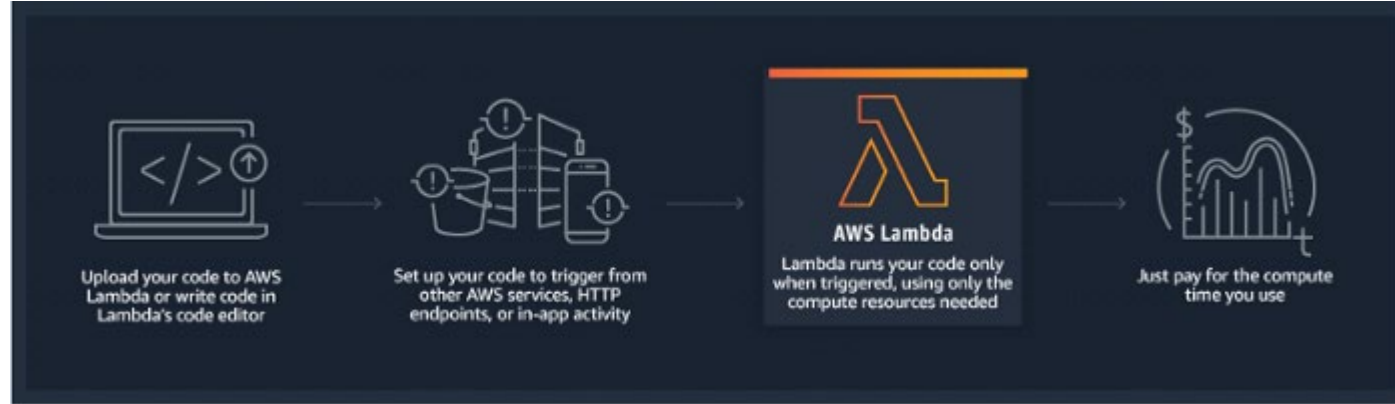 </>
Upload your code to AWS
Lambda or write code in
Lambda's code editor
Set up your code to trigger from
other AWS services, HTTP
endpoints, or in-app activity
AWS Lambda
Lambda runs your code only
when triggered, using only the
compute resources needed
$
t
Just pay for the compute
time you use